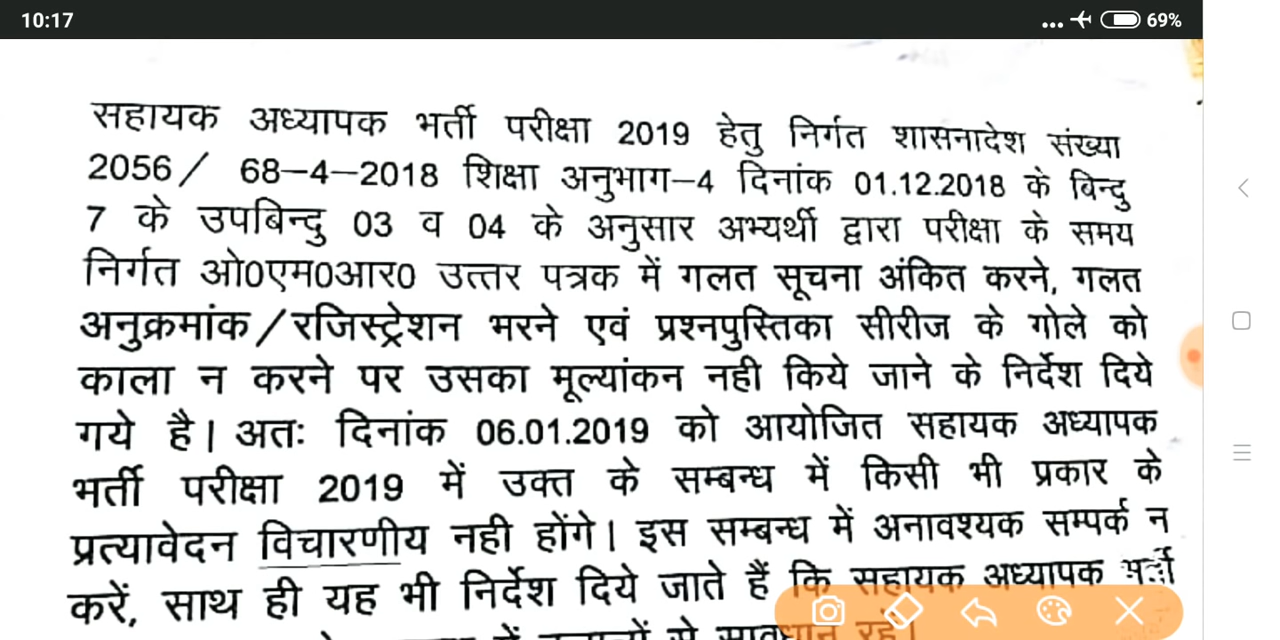 10:17
69%
सहायक अध्यापक भर्ती परीक्षा 2019 हेतु निर्गत शासनादेश संख्या
2056 / 68–4–2018 शिक्षा अनुभाग–4 दिनांक 01.12.2018 के बिन्दु
7 के उपबिन्दु 03 व 04 के अनुसार अभ्यर्थी द्वारा परीक्षा के समय
निर्गत ओ0एम0आर0 उत्तर पत्रक में गलत सूचना अंकित करने, गलत
अनुक्रमांक/रजिस्ट्रेशन भरने एवं प्रश्नपुस्तिका सीरीज के गोले को
काला न करने पर उसका मूल्यांकन नही किये जाने के निर्देश दिये
गये है। अतः दिनांक 06.01.2019 को आयोजित सहायक अध्यापक
भर्ती परीक्षा 2019 में उक्त के सम्बन्ध में किसी भी प्रकार के
प्रत्यावेदन विचारणीय नही होंगे। इस सम्बन्ध में अनावश्यक सम्पर्क न
करें, साथ ही यह भी निर्देश दिये जाते हैं कि सहायक अध्यापक भर्ती
में से सावधान रहें।